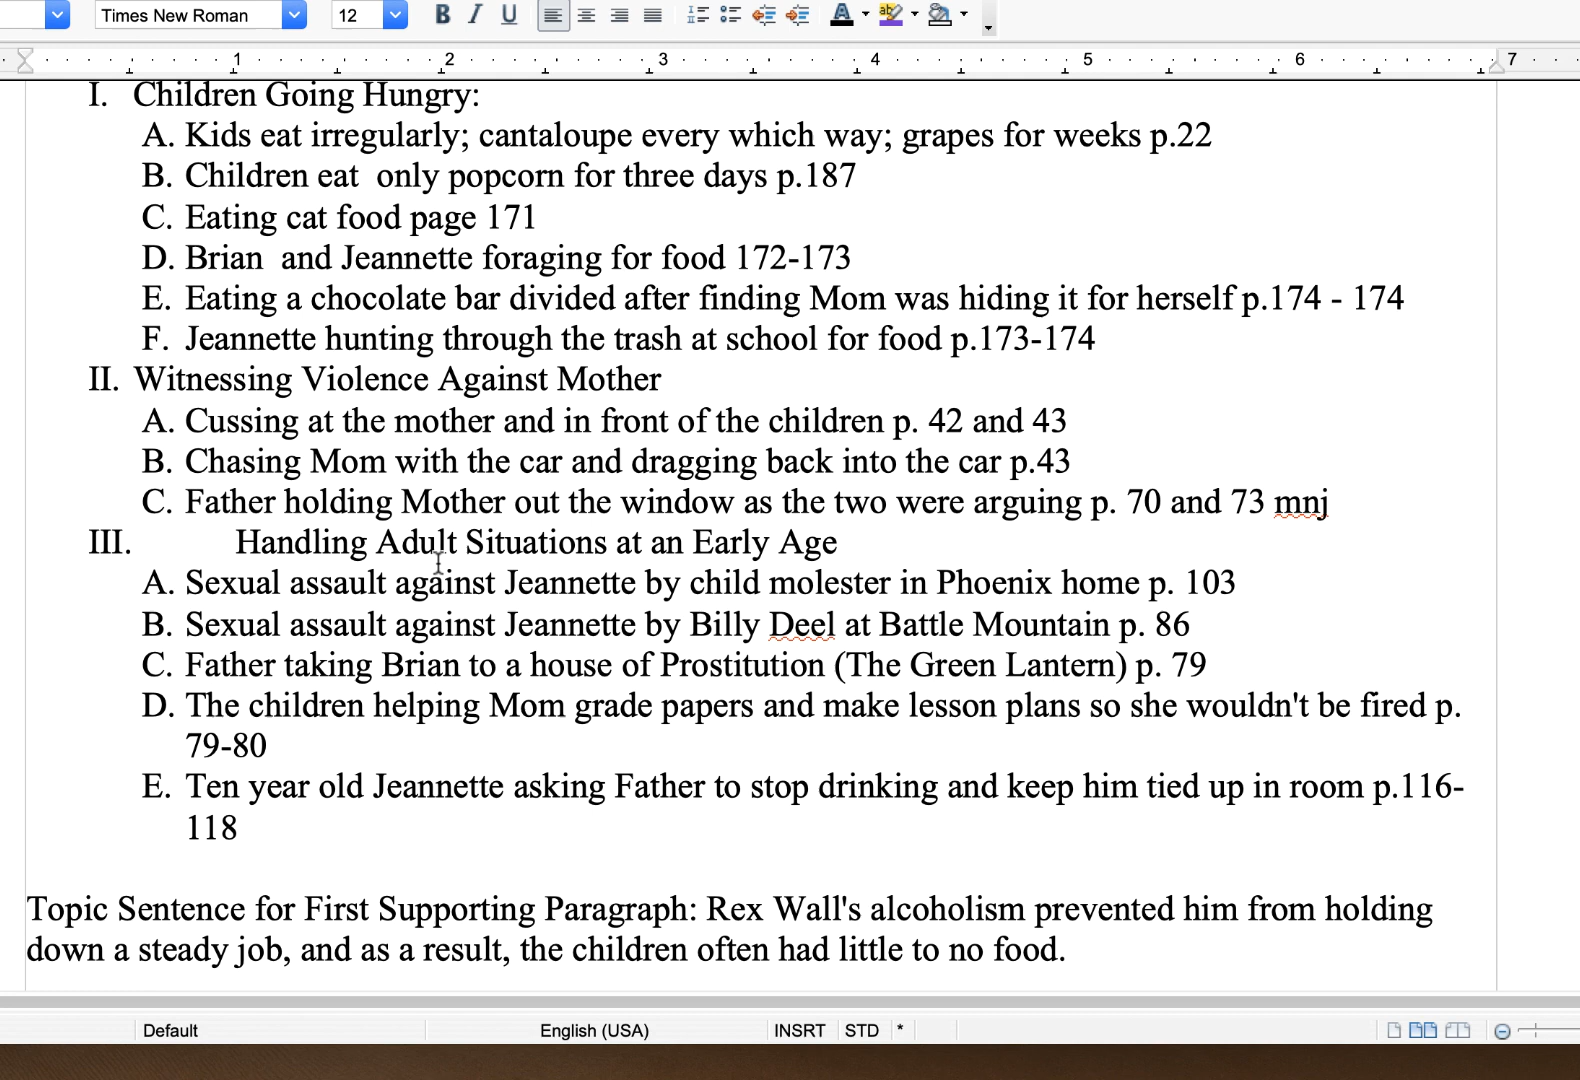 Times New Roman 12 B I U A ab
1 2 3 4 5 6 7
I. Children Going Hungry:
A. Kids eat irregularly; cantaloupe every which way; grapes for weeks p.22
B. Children eat  only popcorn for three days p.187
C. Eating cat food page 171
D. Brian  and Jeannette foraging for food 172-173
E. Eating a chocolate bar divided after finding Mom was hiding it for herself p.174 - 174
F. Jeannette hunting through the trash at school for food p.173-174
II. Witnessing Violence Against Mother
A. Cussing at the mother and in front of the children p. 42 and 43
B. Chasing Mom with the car and dragging back into the car p.43
C. Father holding Mother out the window as the two were arguing p. 70 and 73 mnj
III. Handling Adult Situations at an Early Age
A. Sexual assault against Jeannette by child molester in Phoenix home p. 103
B. Sexual assault against Jeannette by Billy Deel at Battle Mountain p. 86
C. Father taking Brian to a house of Prostitution (The Green Lantern) p. 79
D. The children helping Mom grade papers and make lesson plans so she wouldn't be fired p.
79-80
E. Ten year old Jeannette asking Father to stop drinking and keep him tied up in room p.116-
118
Topic Sentence for First Supporting Paragraph: Rex Wall's alcoholism prevented him from holding
down a steady job, and as a result, the children often had little to no food.
Default English (USA) INSRT STD *